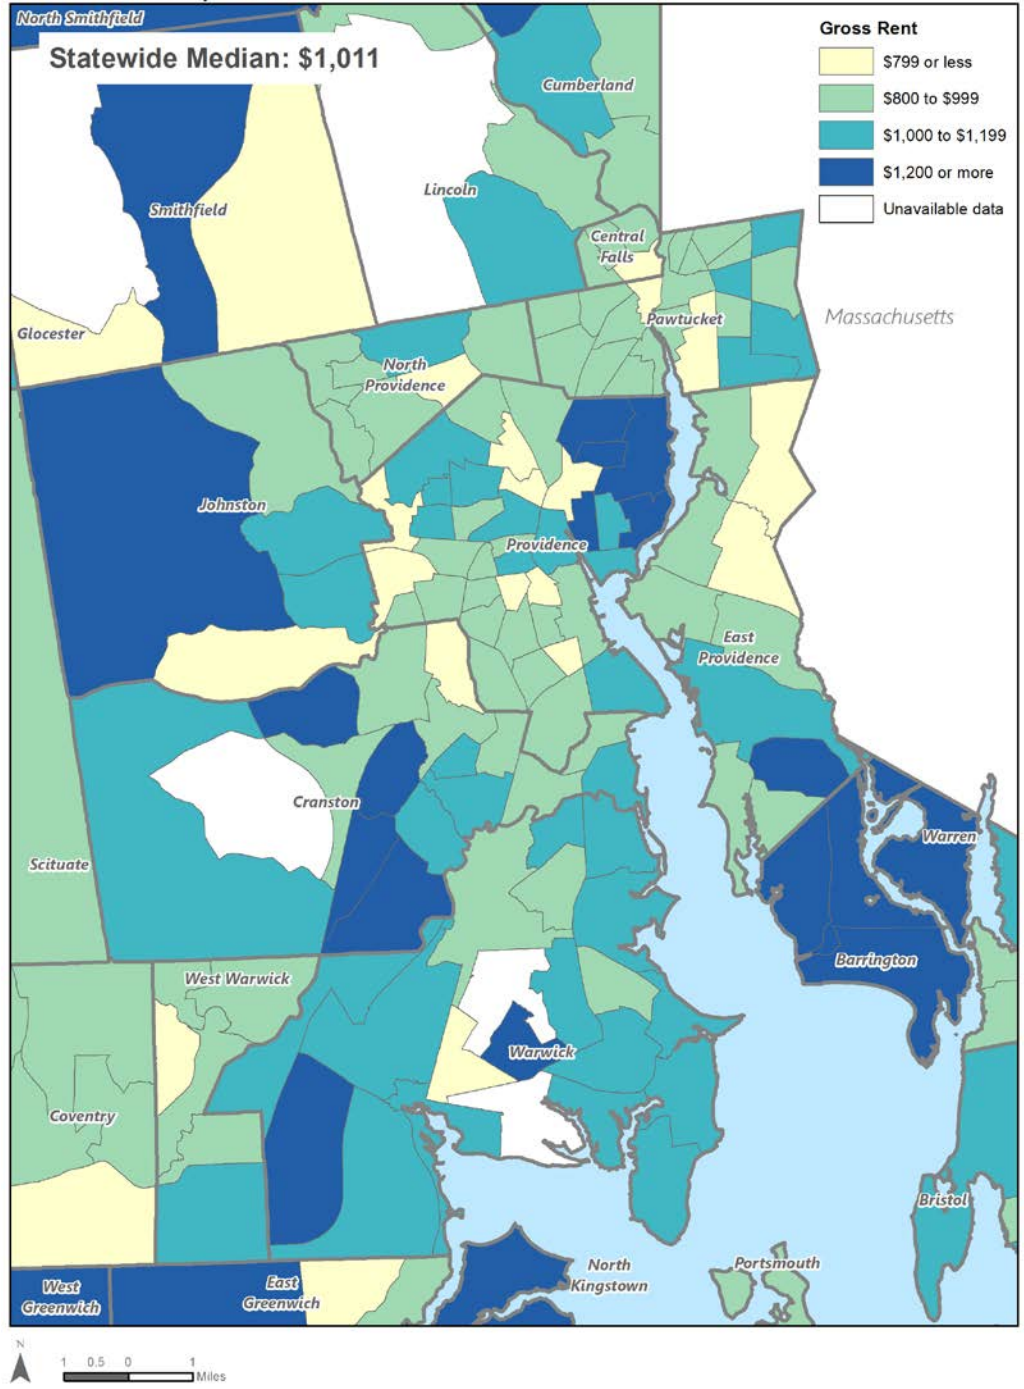 North Smithfield
Statewide Median: $1,011
Gross Rent
$799 or less
$800 to $999
$1,000 to $1,199
$1,200 or more
Unavailable data
Cumberland
Lincoln
Smithfield
Central
Falls
Glocester
Pawtucket
Massachusetts
North
Providence
Johnston
Providence
East
Providence
Cranston
Warren
Scituate
Barrington
West Warwick
Warwick
Coventry
Bristol
West
Greenwich
East
Greenwich
North
Kingstown
Portsmouth
N
1 0.5 0 1
Miles